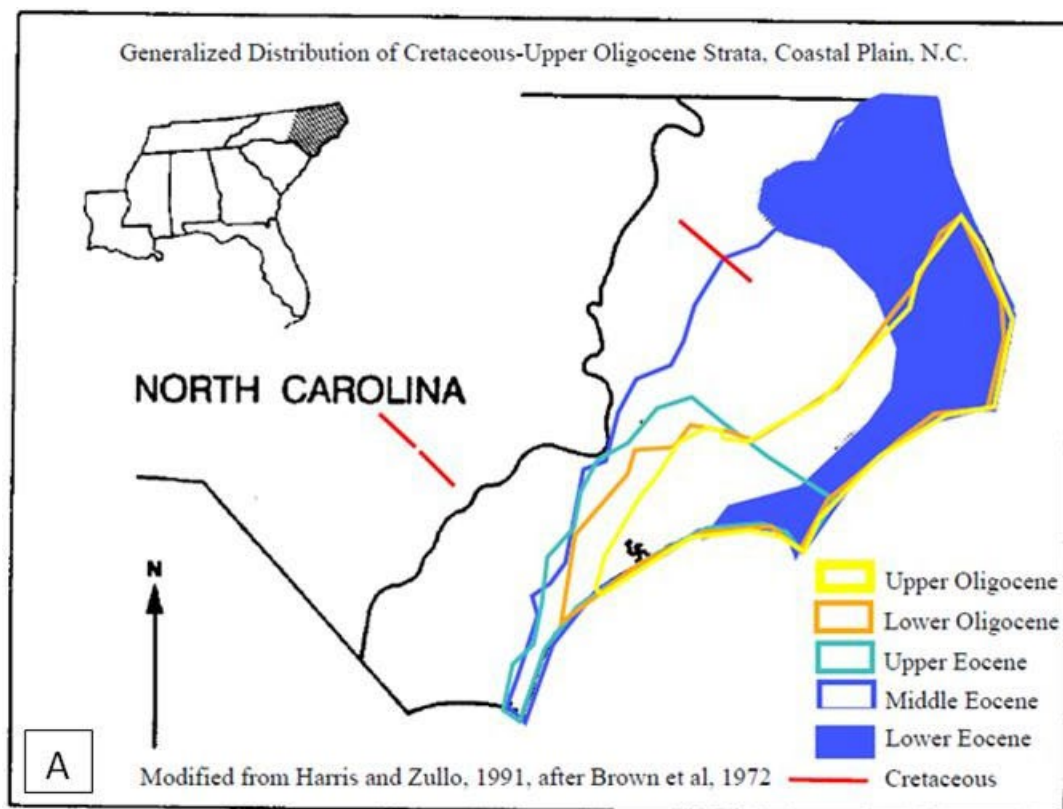 Generalized Distribution of Cretaceous-Upper Oligocene Strata, Coastal Plain, N.C.
NORTH CAROLINA
N
Upper Oligocene
Lower Oligocene
Upper Eocene
Middle Eocene
Lower Eocene
Cretaceous
A
Modified from Harris and Zullo, 1991, after Brown et al, 1972